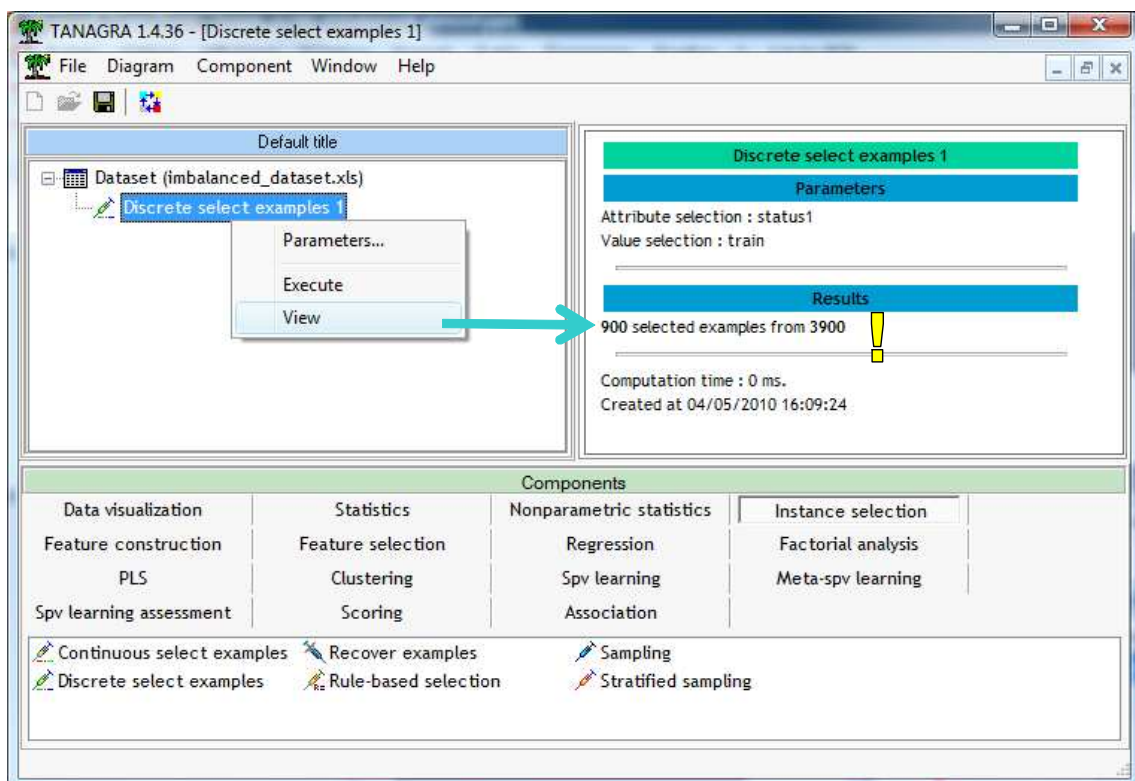 TANAGRA 1.4.36 - [Discrete select examples 1]
File Diagram Component Window Help
Default title
Dataset (imbalanced_dataset.xls)
Discrete select examples 1
Parameters...
Execute
View
Discrete select examples 1
Parameters
Attribute selection : status1
Value selection : train
Results
900 selected examples from 3900
!
Computation time : 0 ms.
Created at 04/05/2010 16:09:24
Components
Data visualization Statistics Nonparametric statistics Instance selection
Feature construction Feature selection Regression Factorial analysis
PLS Clustering Spv learning Meta-spv learning
Spv learning assessment Scoring Association
Continuous select examples Recover examples Sampling
Discrete select examples Rule-based selection Stratified sampling